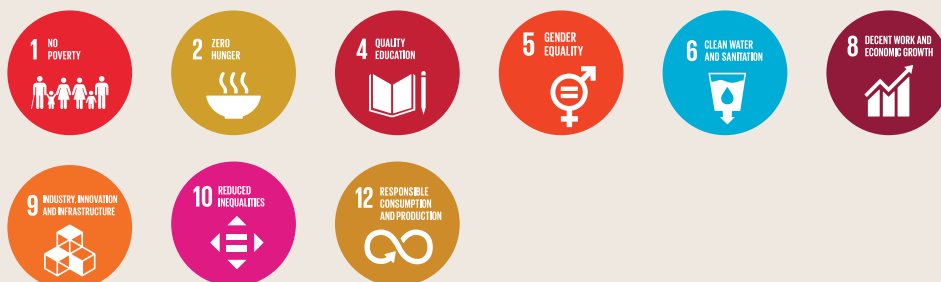 1 NO
POVERTY
2 ZERO
HUNGER
4 QUALITY
EDUCATION
5 GENDER
EQUALITY
6 CLEAN WATER
AND SANITATION
8 DECENT WORK AND
ECONOMIC GROWTH
9 INDUSTRY, INNOVATION
AND INFRASTRUCTURE
10 REDUCED
INEQUALITIES
12 RESPONSIBLE
CONSUMPTION
AND PRODUCTION